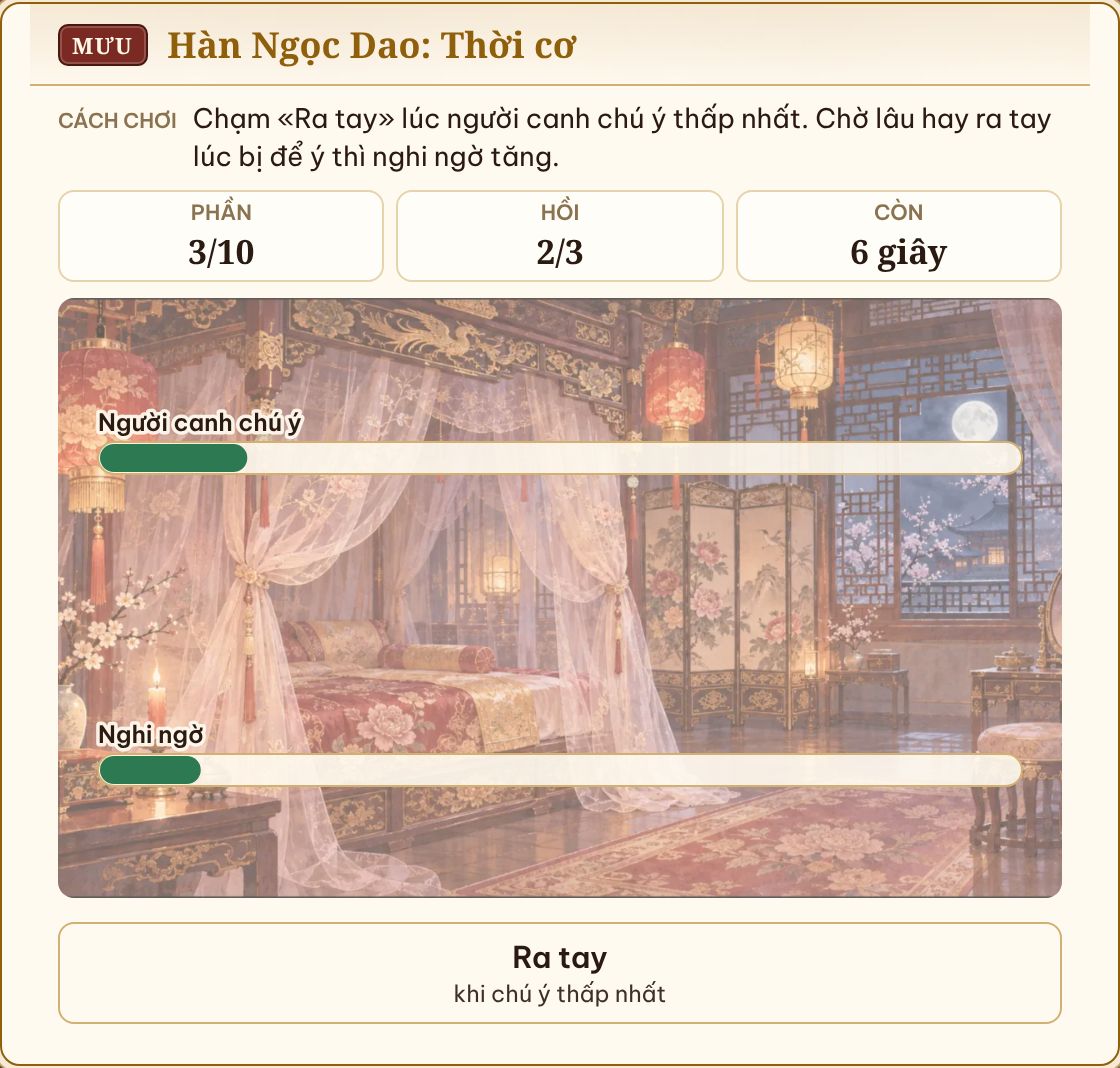 MƯU Hàn Ngọc Dao: Thời cơ
CÁCH CHƠI Chạm «Ra tay» lúc người canh chú ý thấp nhất. Chờ lâu hay ra tay
lúc bị để ý thì nghi ngờ tăng.
PHẦN
3/10
HỒI
2/3
CÒN
6 giây
Người canh chú ý
Nghi ngờ
Ra tay
khi chú ý thấp nhất